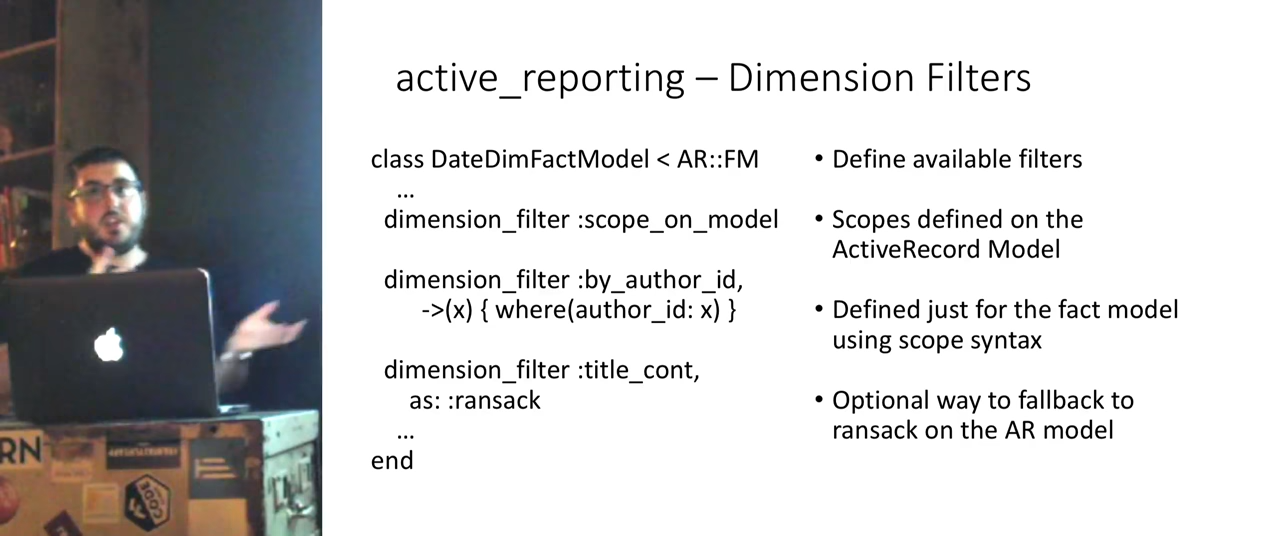 active_reporting – Dimension Filters
class DateDimFactModel < AR::FM
...
dimension_filter :scope_on_model
dimension_filter :by_author_id,
->(x) { where(author_id: x) }
dimension_filter :title_cont,
as: :ransack
...
end
• Define available filters
• Scopes defined on the
ActiveRecord Model
• Defined just for the fact model
using scope syntax
• Optional way to fallback to
ransack on the AR model
RN
CODE